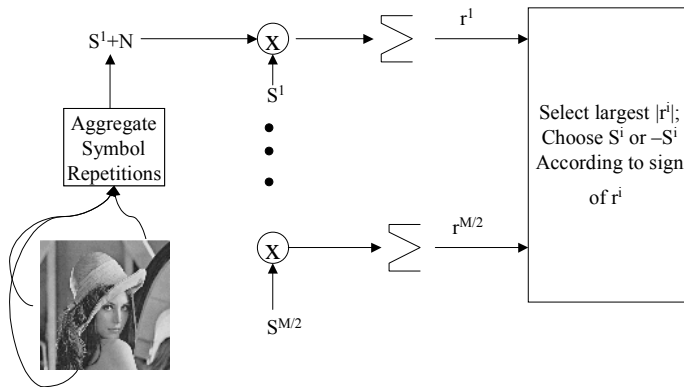 S¹+N
X
Σ
r¹
S¹
Aggregate
Symbol
Repetitions
Select largest |rⁱ|;
Choose Sⁱ or –Sⁱ
According to sign
of rⁱ
X
Σ
r^{M/2}
S^{M/2}